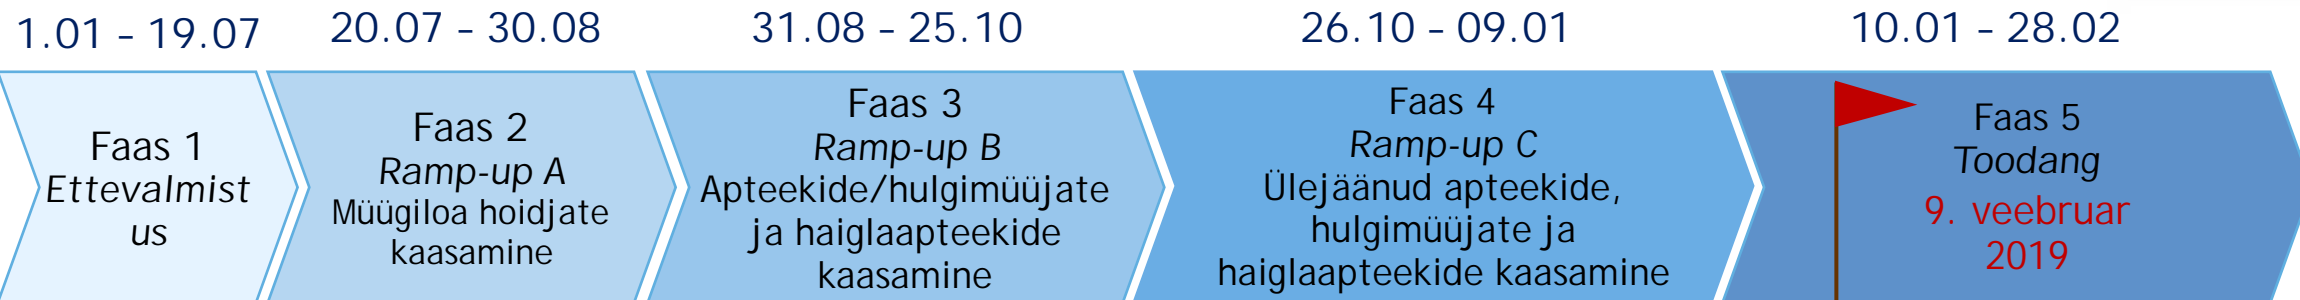 1.01 – 19.07
20.07 – 30.08
31.08 – 25.10
26.10 – 09.01
10.01 – 28.02
Faas 1
Ettevalmist
us
Faas 2
Ramp-up A
Müügiloa hoidjate
kaasamine
Faas 3
Ramp-up B
Apteekide/hulgimüüjate
ja haiglaapteekide
kaasamine
Faas 4
Ramp-up C
Ülejäänud apteekide,
hulgimüüjate ja
haiglaapteekide kaasamine
Faas 5
Toodang
9. veebruar
2019